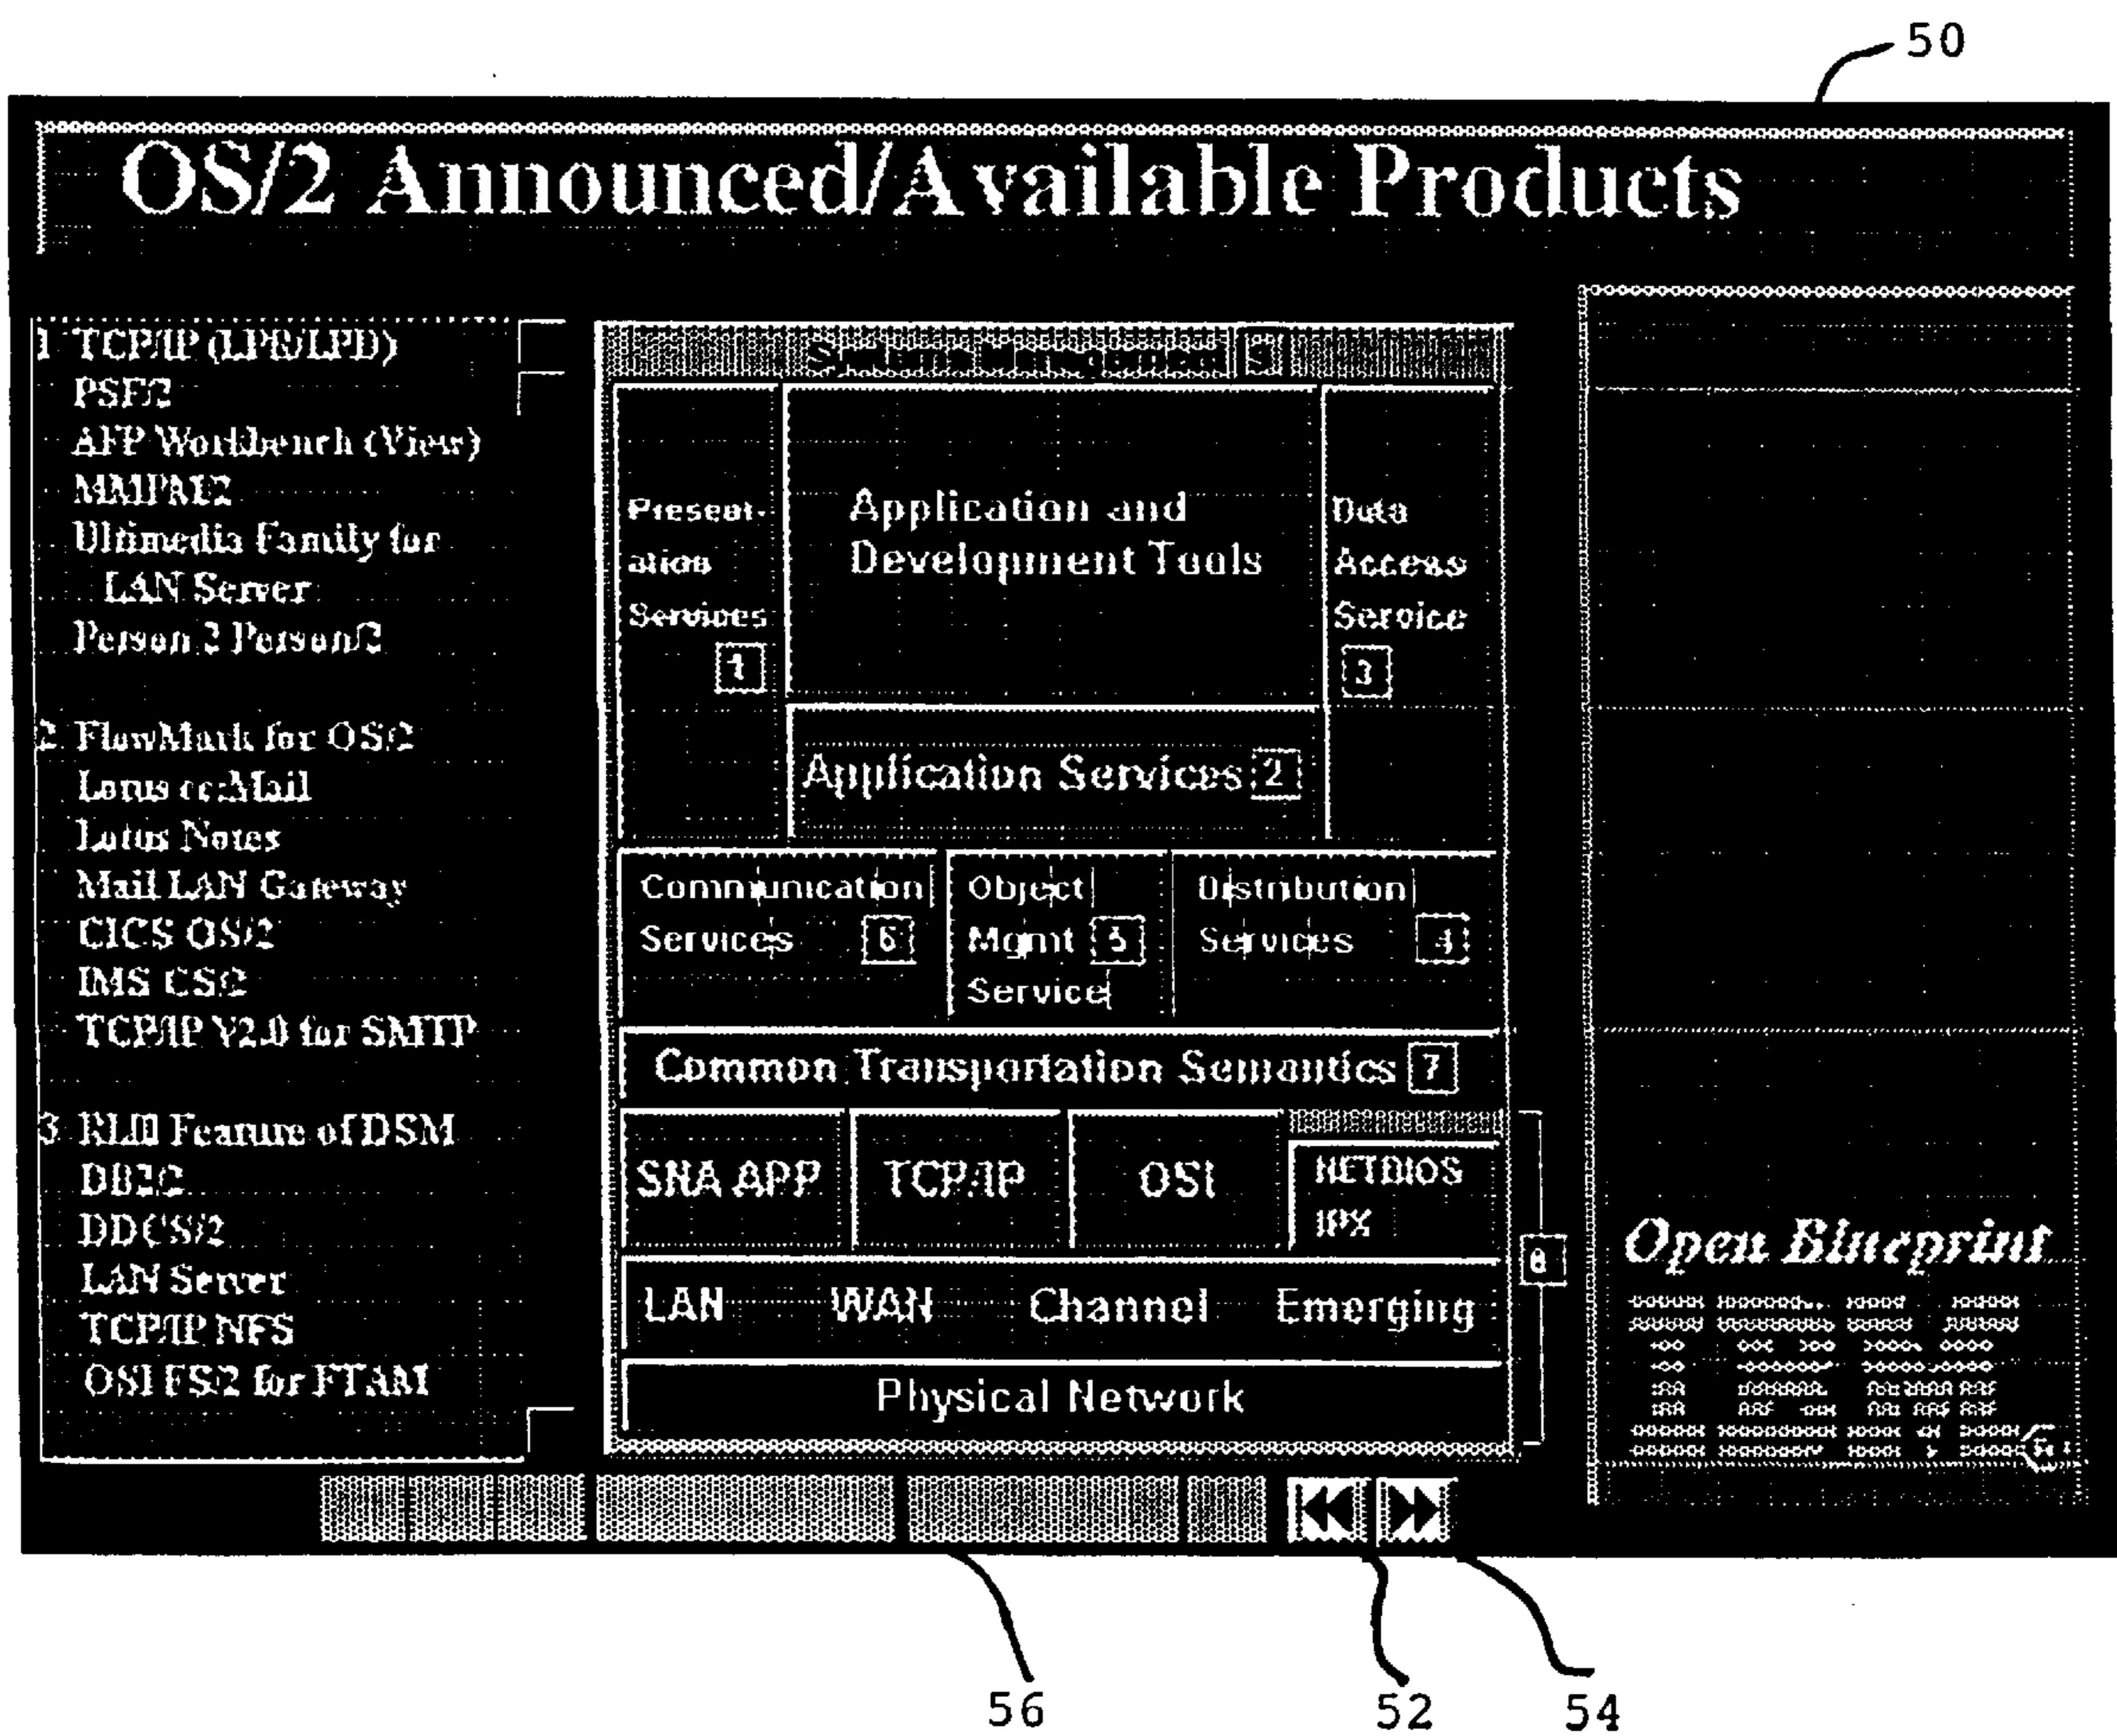 50
OS/2 Announced/Available Products
1 TCP/IP (LPR/LPD)
PSF/2
AFP Workbench (View)
MMPM/2
Ultimedia Family for
LAN Server
Person 2 Person/2
2 FlowMark for OS/2
Lotus cc:Mail
Lotus Notes
Mail LAN Gateway
CICS OS/2
IMS CS/2
TCP/IP V2.0 for SMTP
3 Feature of DSM
DB2/2
DDCS/2
LAN Server
TCP/IP NFS
OSI FS/2 for FTAM
Systems Management 9
Present-
ation
Services
1
Application and
Development Tools
Data
Access
Service
3
Application Services 2
Communication
Services 6
Object
Mgmt 5
Service
Distribution
Services 4
Common Transportation Semantics 7
SNA APP
TCP/IP
OSI
NETBIOS
IPX
8
LAN WAN Channel Emerging
Physical Network
Open Blueprint
IBM
56
52
54